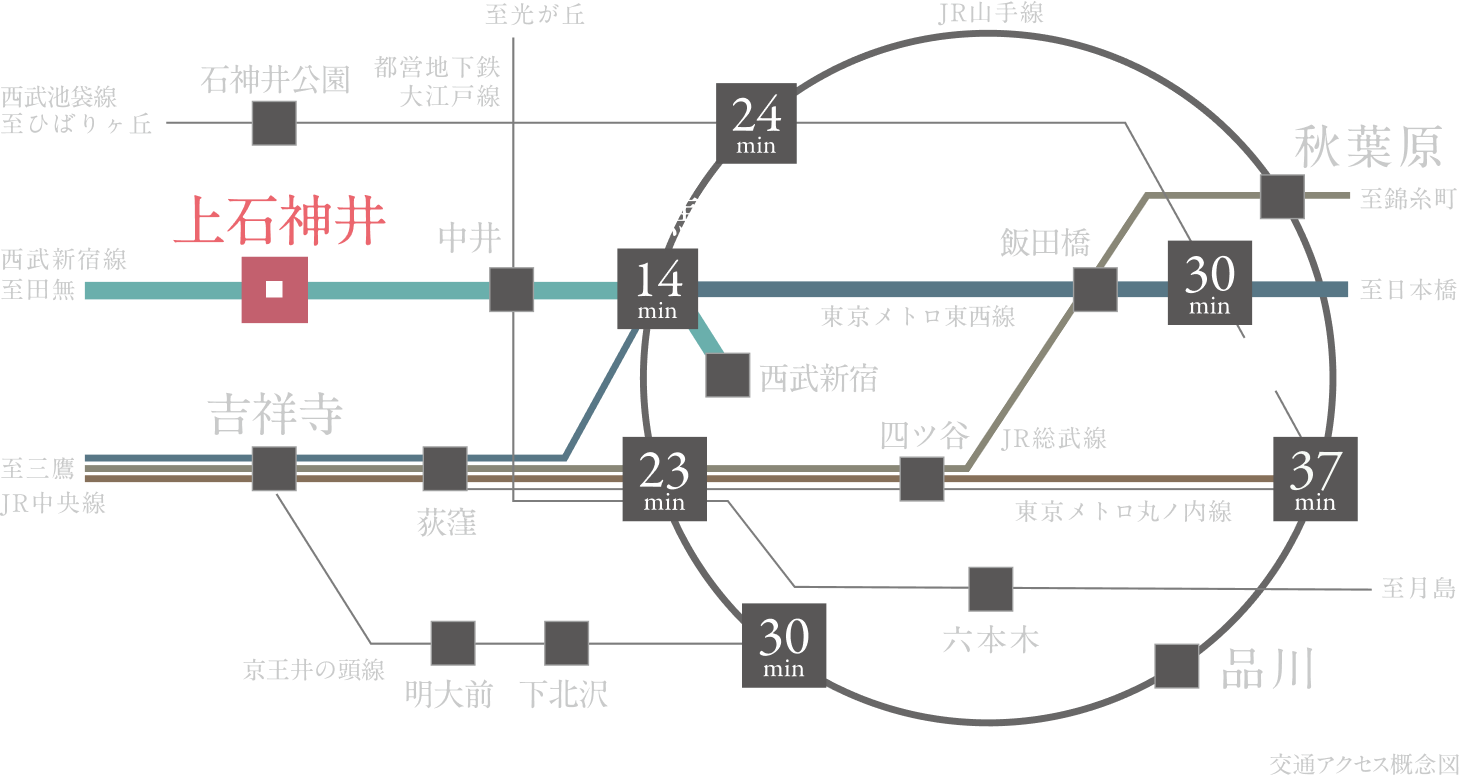 至光が丘
JR山手線
都営地下鉄
大江戸線
石神井公園
西武池袋線
至ひばりヶ丘
24
min
秋葉原
至錦糸町
上石神井
中井
飯田橋
西武新宿線
至田無
14
min
30
min
至日本橋
東京メトロ東西線
西武新宿
吉祥寺
四ツ谷
JR総武線
至三鷹
JR中央線
23
min
37
min
荻窪
東京メトロ丸ノ内線
至月島
30
min
六本木
京王井の頭線
明大前
下北沢
品川
交通アクセス概念図